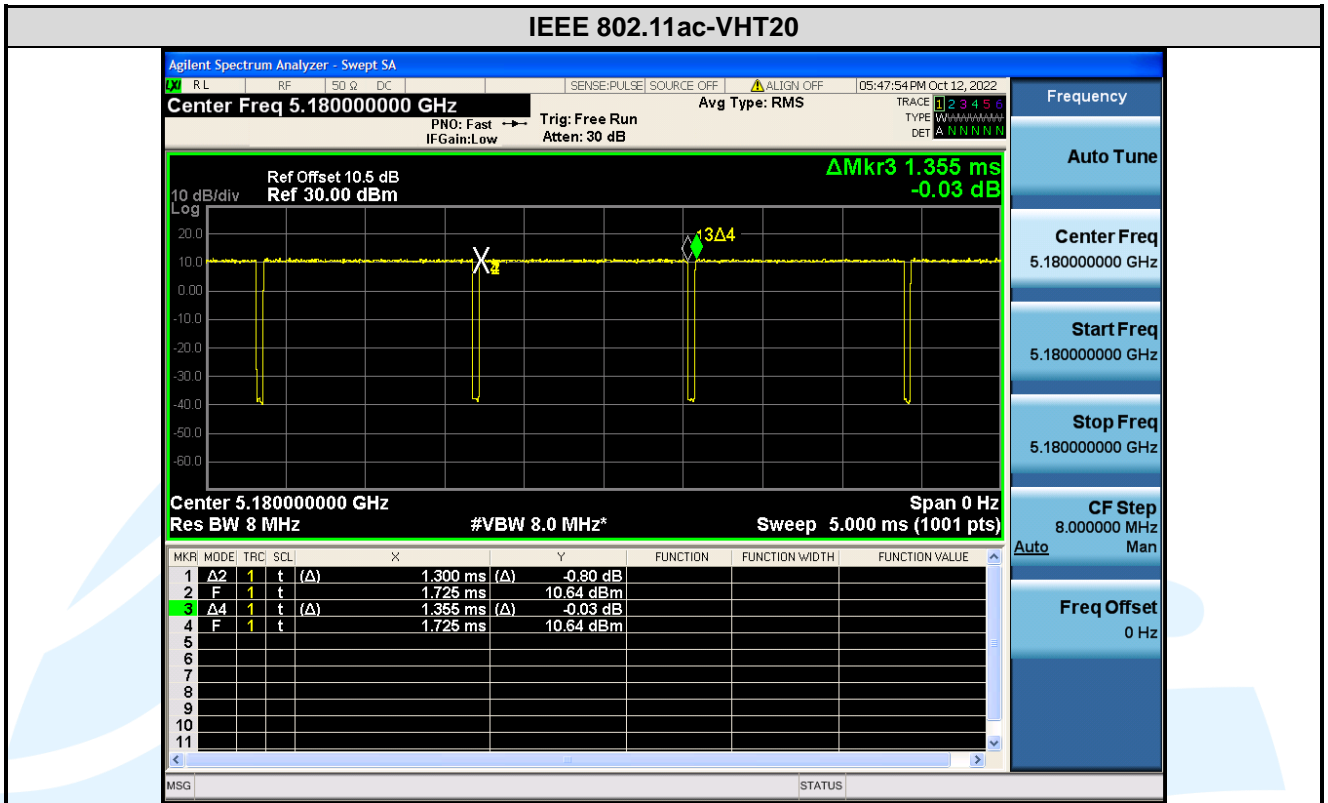 IEEE 802.11ac-VHT20
Agilent Spectrum Analyzer - Swept SA
LXI RL RF 50 Ω DC SENSE:PULSE SOURCE OFF ALIGN OFF 05:47:54 PM Oct 12, 2022
Center Freq 5.180000000 GHz
PNO: Fast
IFGain:Low
Trig: Free Run
Atten: 30 dB
Avg Type: RMS
TRACE 1 2 3 4 5 6
TYPE WWWWWW
DET A N N N N N
Frequency
Auto Tune
Center Freq
5.180000000 GHz
Start Freq
5.180000000 GHz
Stop Freq
5.180000000 GHz
CF Step
8.000000 MHz
Auto Man
Freq Offset
0 Hz
ΔMkr3 1.355 ms
-0.03 dB
Ref Offset 10.5 dB
10 dB/div Ref 30.00 dBm
Log
20.0
10.0
0.00
-10.0
-20.0
-30.0
-40.0
-50.0
-60.0
X
13Δ4
Center 5.180000000 GHz Span 0 Hz
Res BW 8 MHz #VBW 8.0 MHz* Sweep 5.000 ms (1001 pts)
MKR MODE TRC SCL X Y FUNCTION FUNCTION WIDTH FUNCTION VALUE
1 Δ2 1 t (Δ) 1.300 ms (Δ) -0.80 dB
2 F 1 t 1.725 ms 10.64 dBm
3 Δ4 1 t (Δ) 1.355 ms (Δ) -0.03 dB
4 F 1 t 1.725 ms 10.64 dBm
5
6
7
8
9
10
11
MSG STATUS